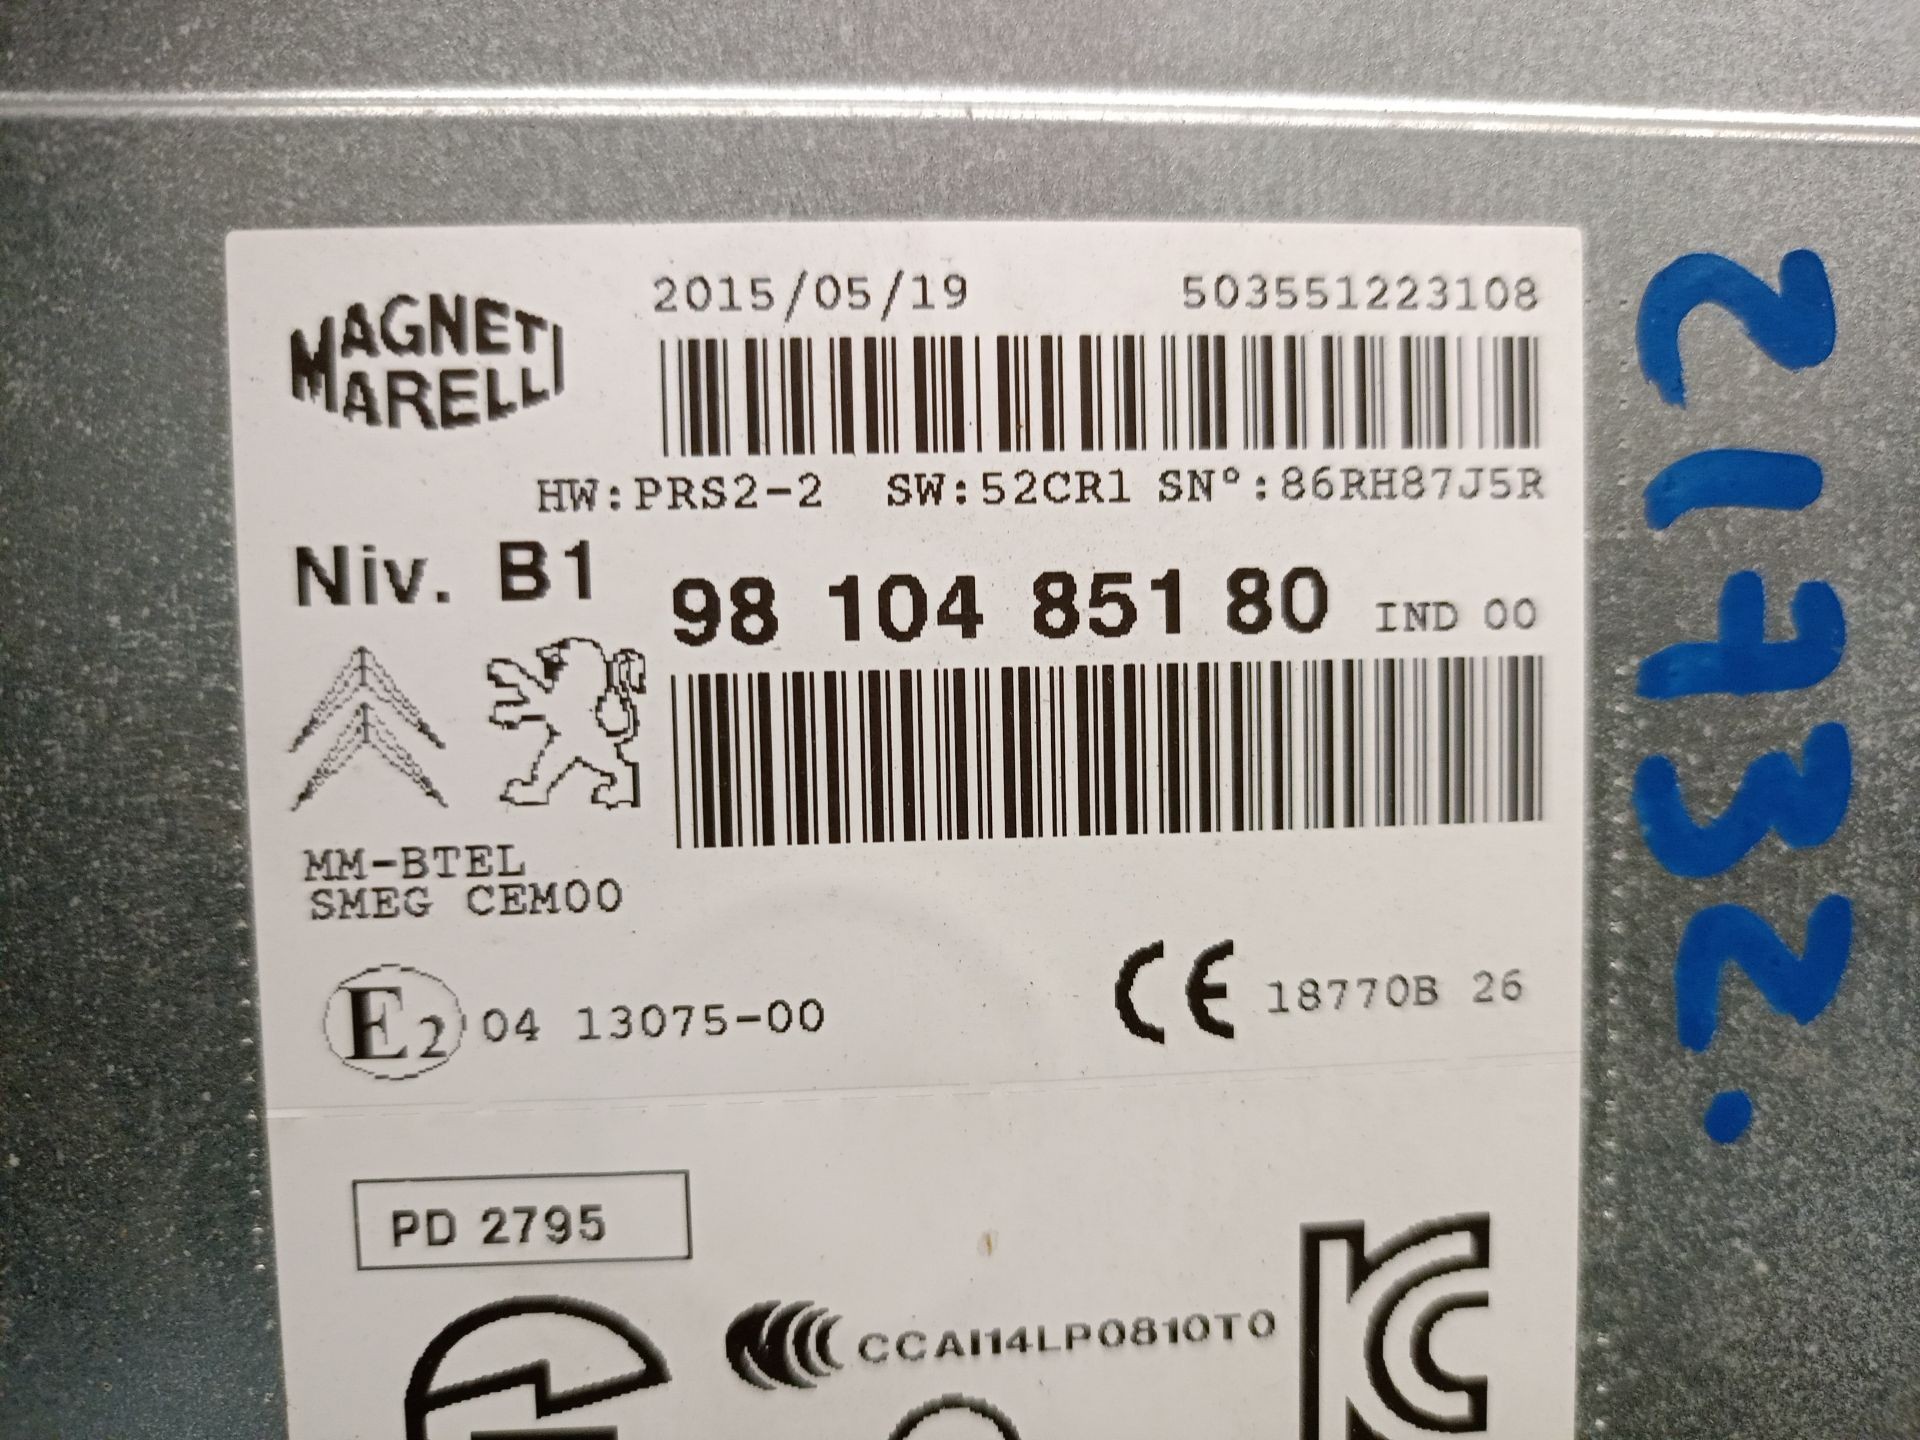 2015/05/19 503551223108
MAGNETI
MARELLI
HW:PRS2-2 SW:52CR1 SN°:86RH87J5R
Niv. B1
98 104 851 80 IND 00
MM-BTEL
SMEG CEM00
E2 04 13075-00
CE 18770B 26
PD 2795
CCAI14LP0810T0
21732.